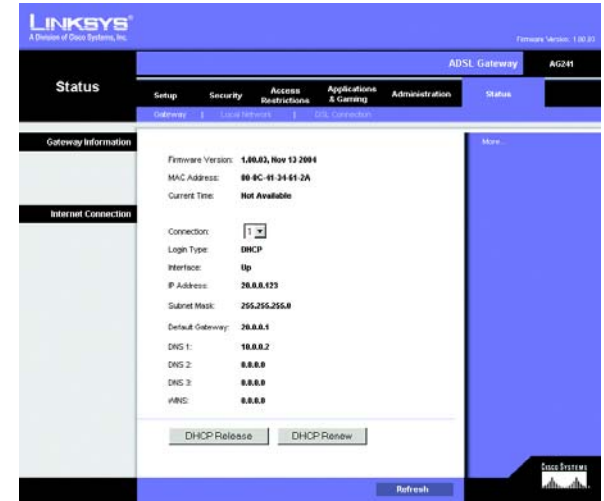 LINKSYS®
A Division of Cisco Systems, Inc.
Firmware Version: 1.00.03
ADSL Gateway AG241
Status
Setup Security Access Restrictions Applications & Gaming Administration Status
Gateway | Local Network | DSL Connection
Gateway Information
More...
Firmware Version: 1.00.03, Nov 13 2004
MAC Address: 00-0C-41-34-61-2A
Current Time: Not Available
Internet Connection
Connection: 1
Login Type: DHCP
Interface: Up
IP Address: 20.0.0.123
Subnet Mask: 255.255.255.0
Default Gateway: 20.0.0.1
DNS 1: 10.0.0.2
DNS 2: 0.0.0.0
DNS 3: 0.0.0.0
WINS: 0.0.0.0
DHCP Release DHCP Renew
Refresh
CISCO SYSTEMS